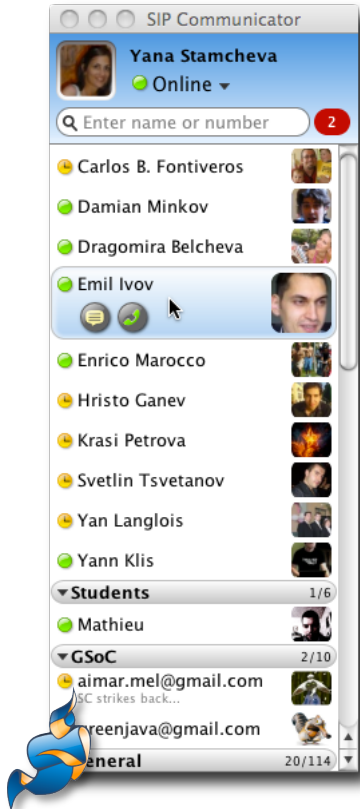 SIP Communicator
Yana Stamcheva
Online
Enter name or number
2
Carlos B. Fontiveros
Damian Minkov
Dragomira Belcheva
Emil Ivov
Enrico Marocco
Hristo Ganev
Krasi Petrova
Svetlin Tsvetanov
Yan Langlois
Yann Klis
Students 1/6
Mathieu
GSoC 2/10
aimar.mel@gmail.com
SC strikes back...
reenjava@gmail.com
eneral 20/114